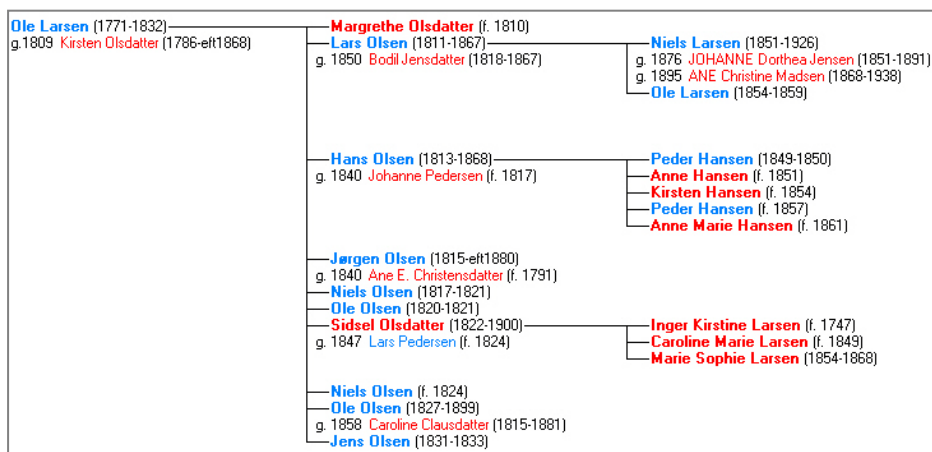 Ole Larsen (1771-1832)
g.1809 Kirsten Olsdatter (1786-eft1868)
Margrethe Olsdatter (f. 1810)
Lars Olsen (1811-1867)
g. 1850 Bodil Jensdatter (1818-1867)
Niels Larsen (1851-1926)
g. 1876 JOHANNE Dorthea Jensen (1851-1891)
g. 1895 ANE Christine Madsen (1868-1938)
Ole Larsen (1854-1859)
Hans Olsen (1813-1868)
g. 1840 Johanne Pedersen (f. 1817)
Peder Hansen (1849-1850)
Anne Hansen (f. 1851)
Kirsten Hansen (f. 1854)
Peder Hansen (f. 1857)
Anne Marie Hansen (f. 1861)
Jørgen Olsen (1815-eft1880)
g. 1840 Ane E. Christensdatter (f. 1791)
Niels Olsen (1817-1821)
Ole Olsen (1820-1821)
Sidsel Olsdatter (1822-1900)
g. 1847 Lars Pedersen (f. 1824)
Inger Kirstine Larsen (f. 1747)
Caroline Marie Larsen (f. 1849)
Marie Sophie Larsen (1854-1868)
Niels Olsen (f. 1824)
Ole Olsen (1827-1899)
g. 1858 Caroline Clausdatter (1815-1881)
Jens Olsen (1831-1833)